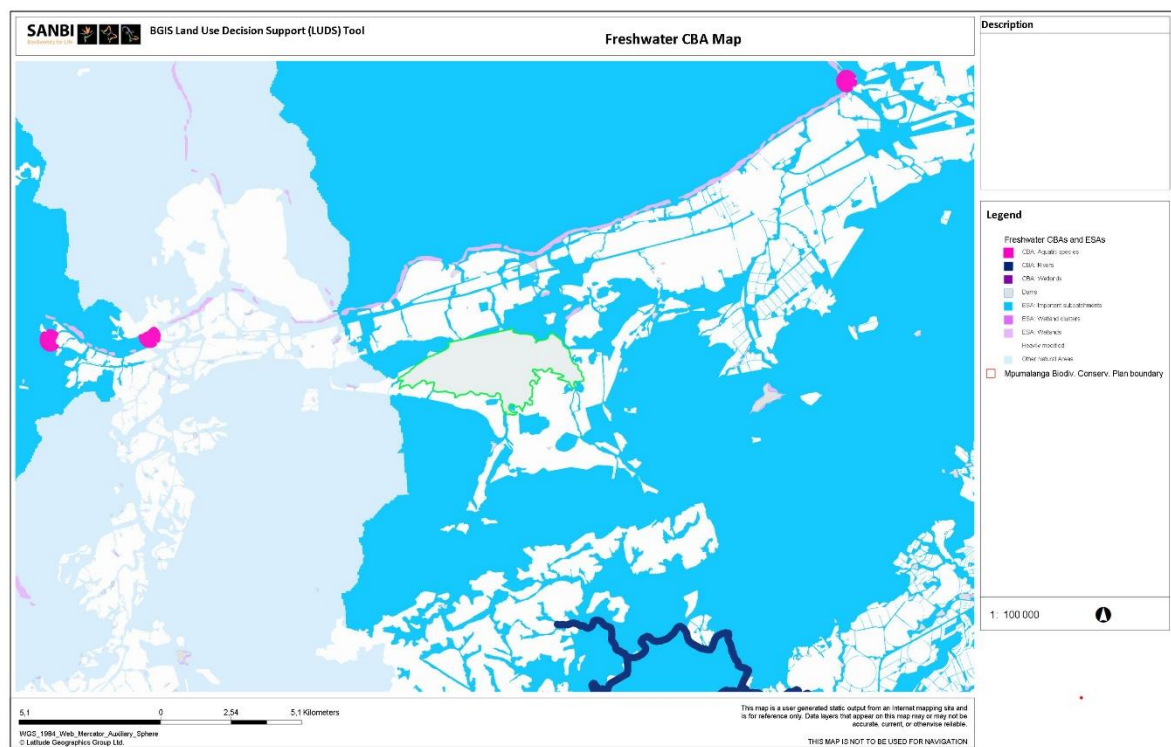 SANBI
Biodiversity for Life
BGIS Land Use Decision Support (LUDS) Tool
Freshwater CBA Map
Description
Legend
Freshwater CBAs and ESAs
CBA: Aquatic species
CBA: Rivers
CBA: Wetlands
Dams
ESA: Important subcatchments
ESA: Wetland clusters
ESA: Wetlands
Heavily modified
Other natural Areas
Mpumalanga Biodiv. Conserv. Plan boundary
1: 100 000
5,1 0 2,54 5,1 Kilometers
WGS_1984_Web_Mercator_Auxiliary_Sphere
© Latitude Geographics Group Ltd.
This map is a user generated static output from an Internet mapping site and
is for reference only. Data layers that appear on this map may or may not be
accurate, current, or otherwise reliable.
THIS MAP IS NOT TO BE USED FOR NAVIGATION